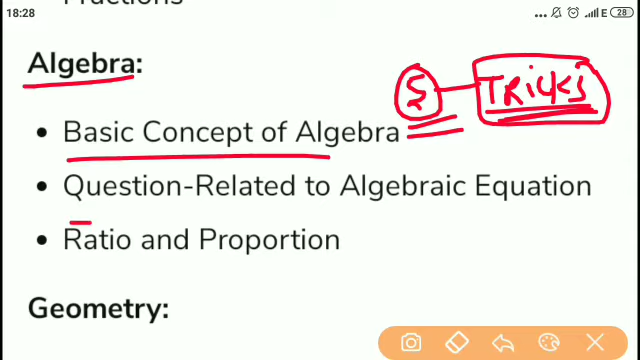 Fractions
18:28 ... E 28
Algebra:
5 TRICKS
• Basic Concept of Algebra
• Question-Related to Algebraic Equation
• Ratio and Proportion
Geometry: